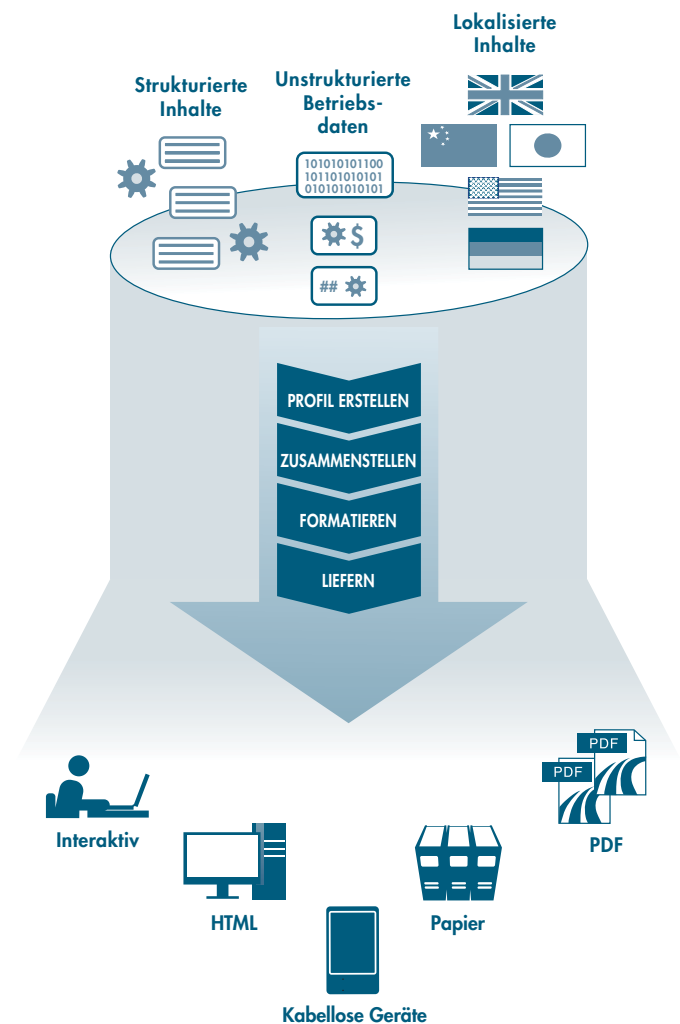 Lokalisierte
Inhalte
Strukturierte
Inhalte
Unstrukturierte
Betriebs-
daten
101010101100
101101010101
010101010101
$
##
PROFIL ERSTELLEN
ZUSAMMENSTELLEN
FORMATIEREN
LIEFERN
PDF
PDF
Interaktiv
PDF
HTML
Papier
Kabellose Geräte